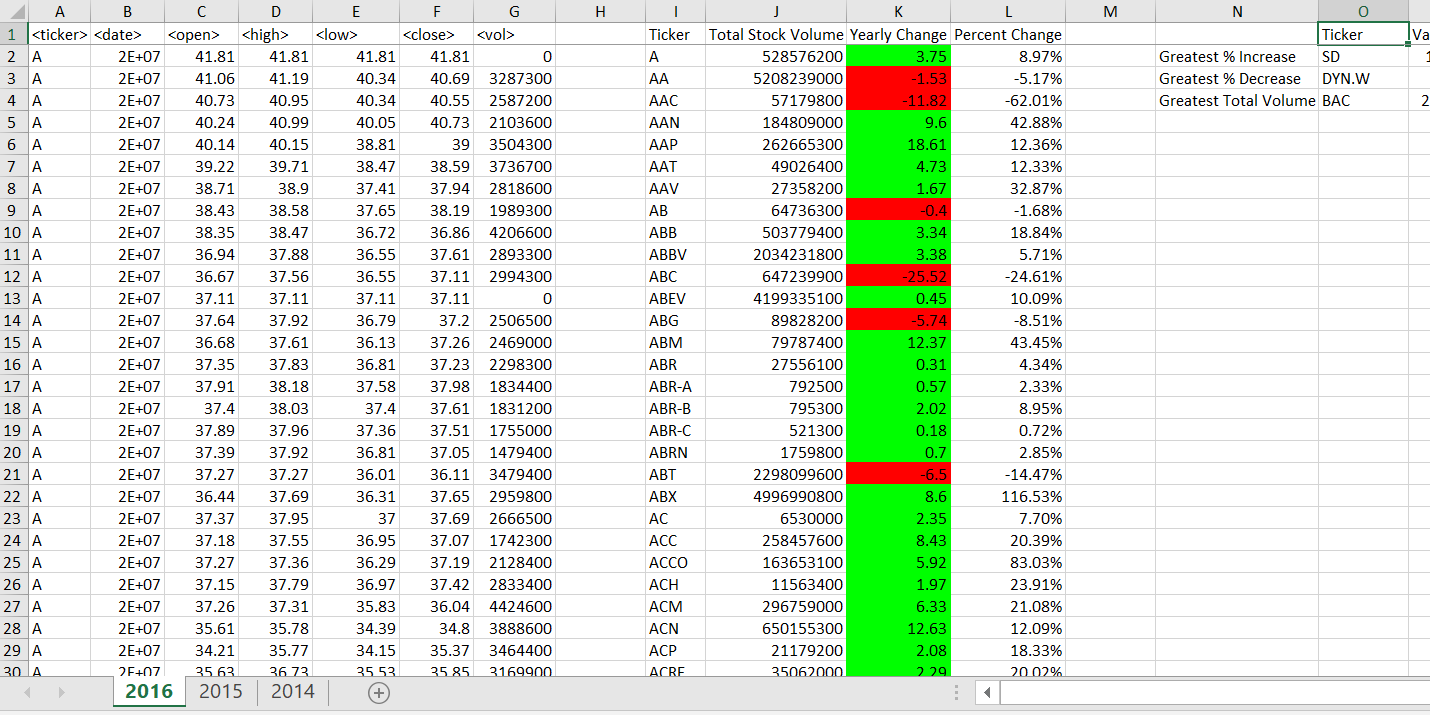 A B C D E F G H I J K L M N O
1 <ticker> <date> <open> <high> <low> <close> <vol> Ticker Total Stock Volume Yearly Change Percent Change Ticker
2 A 2E+07 41.81 41.81 41.81 41.81 0 A 528576200 3.75 8.97% Greatest % Increase SD
3 A 2E+07 41.06 41.19 40.34 40.69 3287300 AA 5208239000 -1.53 -5.17% Greatest % Decrease DYN.W
4 A 2E+07 40.73 40.95 40.34 40.55 2587200 AAC 57179800 -11.82 -62.01% Greatest Total Volume BAC
5 A 2E+07 40.24 40.99 40.05 40.73 2103600 AAN 184809000 9.6 42.88%
6 A 2E+07 40.14 40.15 38.81 39 3504300 AAP 262665300 18.61 12.36%
7 A 2E+07 39.22 39.71 38.47 38.59 3736700 AAT 49026400 4.73 12.33%
8 A 2E+07 38.71 38.9 37.41 37.94 2818600 AAV 27358200 1.67 32.87%
9 A 2E+07 38.43 38.58 37.65 38.19 1989300 AB 64736300 -0.4 -1.68%
10 A 2E+07 38.35 38.47 36.72 36.86 4206600 ABB 503779400 3.34 18.84%
11 A 2E+07 36.94 37.88 36.55 37.61 2893300 ABBV 2034231800 3.38 5.71%
12 A 2E+07 36.67 37.56 36.55 37.11 2994300 ABC 647239900 -25.52 -24.61%
13 A 2E+07 37.11 37.11 37.11 37.11 0 ABEV 4199335100 0.45 10.09%
14 A 2E+07 37.64 37.92 36.79 37.2 2506500 ABG 89828200 -5.74 -8.51%
15 A 2E+07 36.68 37.61 36.13 37.26 2469000 ABM 79787400 12.37 43.45%
16 A 2E+07 37.35 37.83 36.81 37.23 2298300 ABR 27556100 0.31 4.34%
17 A 2E+07 37.91 38.18 37.58 37.98 1834400 ABR-A 792500 0.57 2.33%
18 A 2E+07 37.4 38.03 37.4 37.61 1831200 ABR-B 795300 2.02 8.95%
19 A 2E+07 37.89 37.96 37.36 37.51 1755000 ABR-C 521300 0.18 0.72%
20 A 2E+07 37.39 37.92 36.81 37.05 1479400 ABRN 1759800 0.7 2.85%
21 A 2E+07 37.27 37.27 36.01 36.11 3479400 ABT 2298099600 -6.5 -14.47%
22 A 2E+07 36.44 37.69 36.31 37.65 2959800 ABX 4996990800 8.6 116.53%
23 A 2E+07 37.37 37.95 37 37.69 2666500 AC 6530000 2.35 7.70%
24 A 2E+07 37.18 37.55 36.95 37.07 1742300 ACC 258457600 8.43 20.39%
25 A 2E+07 37.27 37.36 36.29 37.19 2128400 ACCO 163653100 5.92 83.03%
26 A 2E+07 37.15 37.79 36.97 37.42 2833400 ACH 11563400 1.97 23.91%
27 A 2E+07 37.26 37.31 35.83 36.04 4424600 ACM 296759000 6.33 21.08%
28 A 2E+07 35.61 35.78 34.39 34.8 3888600 ACN 650155300 12.63 12.09%
29 A 2E+07 34.21 35.77 34.15 35.37 3464400 ACP 21179200 2.08 18.33%
30 A 2E+07 35.63 36.73 35.53 35.85 3169900 ACRE 35062000 2.29 20.02%
2016 2015 2014